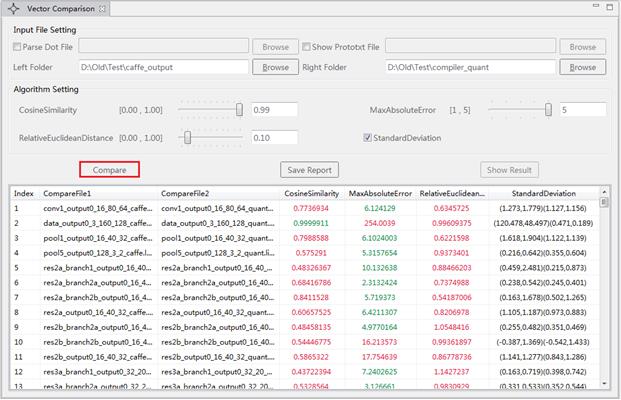 Vector Comparison
Input File Setting
Parse Dot File Browse Show Prototxt File Browse
Left Folder D:\Old\Test\caffe_output Browse Right Folder D:\Old\Test\compiler_quant Browse
Algorithm Setting
CosineSimilarity [0.00 , 1.00] 0.99 MaxAbsoluteError [1 , 5] 5
RelativeEuclideanDistance [0.00 , 1.00] 0.10 StandardDeviation
Compare Save Report Show Result
Index CompareFile1 CompareFile2 CosineSimilarity MaxAbsoluteError RelativeEuclidean... StandardDeviation
1 conv1_output0_16_80_64_caffe... conv1_output0_16_80_64_quant... 0.7736934 6.124129 0.6345725 (1.273,1.779)(1.127,1.156)
2 data_output0_3_160_128_caffe... data_output0_3_160_128_quant... 0.9999911 254.0039 0.99609375 (120.478,48.497)(0.471,0.189)
3 pool1_output0_16_40_32_caffe... pool1_output0_16_40_32_quant... 0.7988588 6.1024003 0.6221598 (1.618,1.904)(1.122,1.139)
4 pool5_output0_128_3_2_caffe.l... pool5_output0_128_3_2_quant.li... 0.575291 5.3157654 0.9373401 (0.216,0.642)(0.355,0.604)
5 res2a_branch1_output0_16_40... res2a_branch1_output0_16_40_... 0.48326367 10.132638 0.88466203 (0.459,2.481)(0.215,0.873)
6 res2a_branch2a_output0_16_4... res2a_branch2a_output0_16_40... 0.68416786 2.3132424 0.7374988 (0.238,0.542)(0.245,0.401)
7 res2a_branch2b_output0_16_4... res2a_branch2b_output0_16_40... 0.8411528 5.719373 0.54187006 (0.163,1.678)(0.502,1.265)
8 res2a_output0_16_40_32_caffe... res2a_output0_16_40_32_quant... 0.60657525 6.4211307 0.8206978 (1.105,1.187)(0.973,0.883)
9 res2b_branch2a_output0_16_4... res2b_branch2a_output0_16_40... 0.48458135 4.9770164 1.0548416 (0.255,0.482)(0.351,0.469)
10 res2b_branch2b_output0_16_4... res2b_branch2b_output0_16_40... 0.54446775 16.213573 0.99361897 (-0.387,1.369)(-0.542,1.433)
11 res2b_output0_16_40_32_caffe... res2b_output0_16_40_32_quant... 0.5865322 17.754639 0.86778736 (1.141,1.277)(0.843,1.286)
12 res3a_branch1_output0_32_20... res3a_branch1_output0_32_20_... 0.43722394 7.2402625 1.1427237 (0.163,0.719)(0.398,0.742)
13 res3a_branch2a_output0_32_2... res3a_branch2a_output0_32_20... 0.5328564 3.126661 0.9830929 (0.331,0.533)(0.352,0.544)